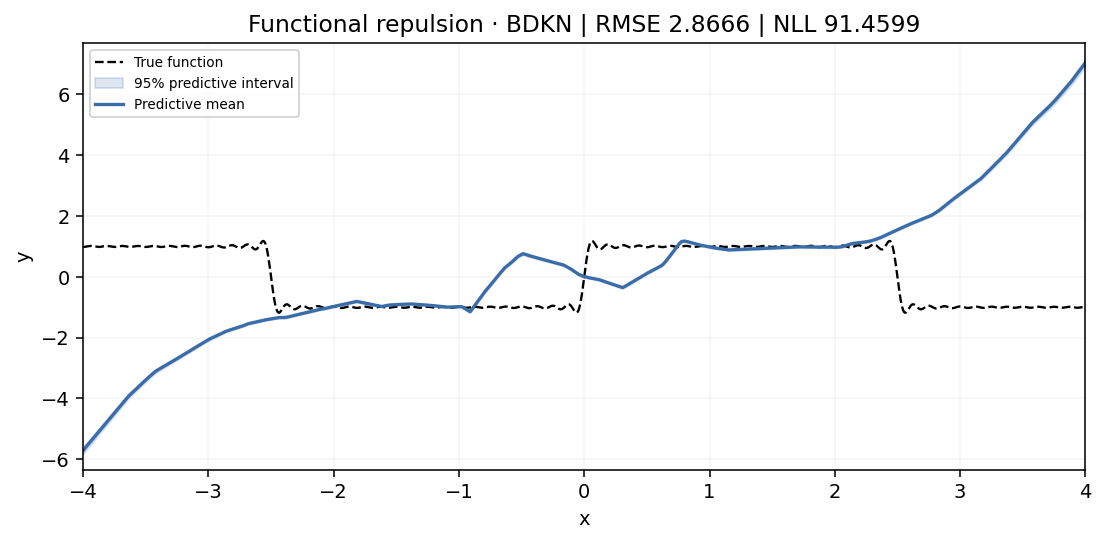 Functional repulsion · BDKN | RMSE 2.8666 | NLL 91.4599
True function
95% predictive interval
Predictive mean
6
4
2
0
−2
−4
−6
y
−4 −3 −2 −1 0 1 2 3 4
x